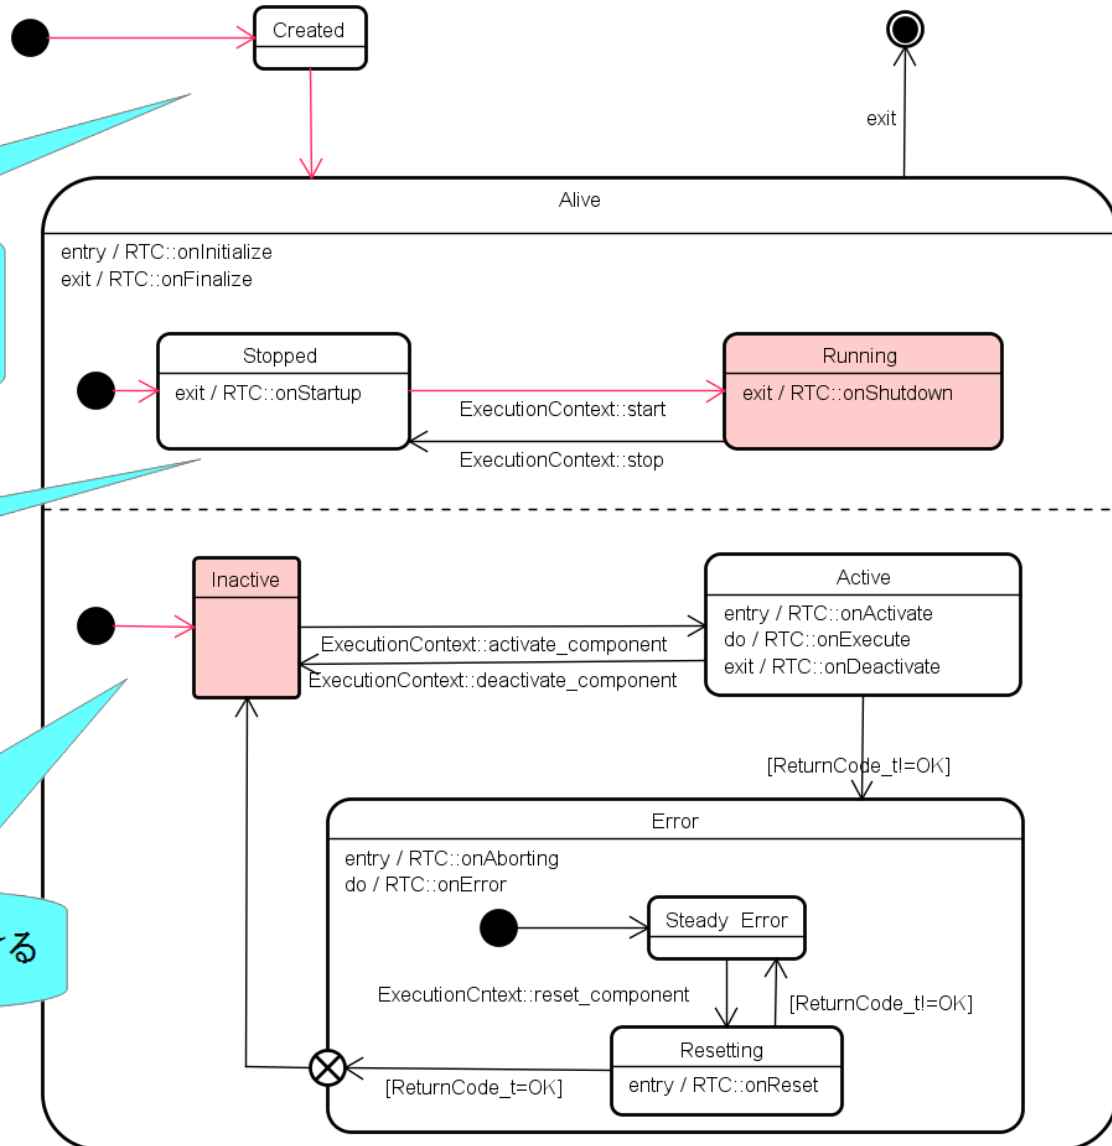 Created
exit
Alive
entry / RTC::onInitialize
exit / RTC::onFinalize
Stopped
exit / RTC::onStartup
Running
exit / RTC::onShutdown
ExecutionContext::start
ExecutionContext::stop
Inactive
Active
entry / RTC::onActivate
do / RTC::onExecute
exit / RTC::onDeactivate
ExecutionContext::activate_component
ExecutionContext::deactivate_component
[ReturnCode_t!=OK]
Error
entry / RTC::onAborting
do / RTC::onError
Steady Error
ExecutionCntext::reset_component
[ReturnCode_t!=OK]
Resetting
entry / RTC::onReset
[ReturnCode_t=OK]
る